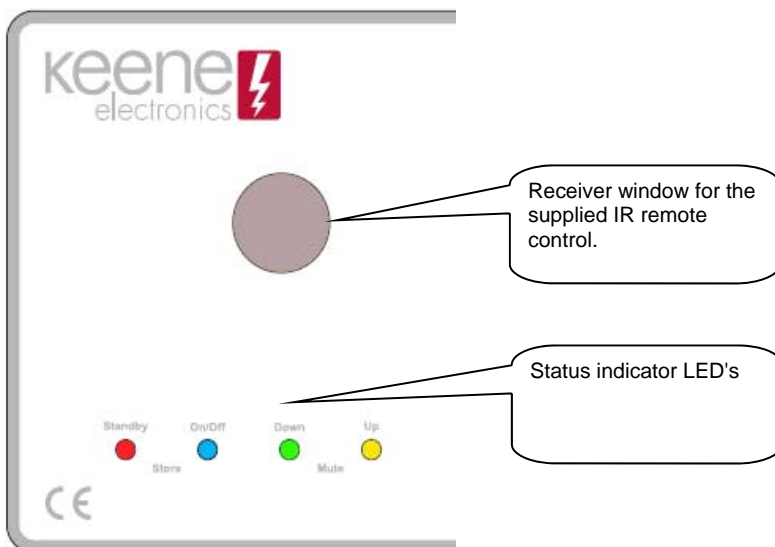 Keene
electronics
Receiver window for the
supplied IR remote
control.
Status indicator LED's
Standby On/Off Down Up
Store Mute
CE